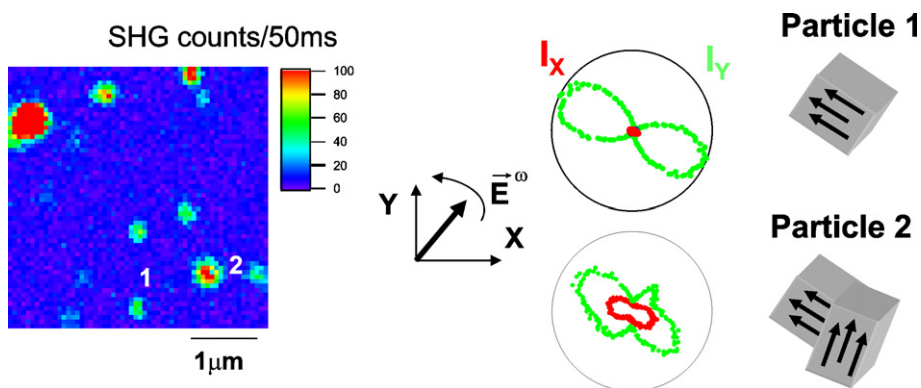 SHG counts/50ms
100
80
60
40
20
0
1
2
1μm
Y
X
E ω
I_X
I_Y
Particle 1
Particle 2